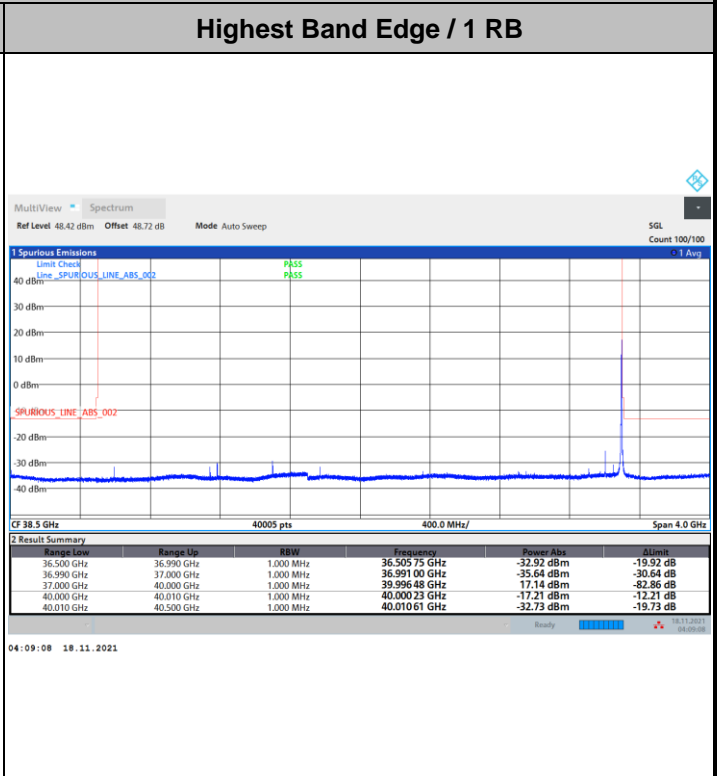 Highest Band Edge / 1 RB
MultiView Spectrum
Ref Level 48.42 dBm Offset 48.72 dB Mode Auto Sweep SGL
Count 100/100
1 Spurious Emissions 1 Avg
Limit Check PASS
Line _SPURIOUS_LINE_ABS_002 PASS
40 dBm
30 dBm
20 dBm
10 dBm
0 dBm
_SPURIOUS_LINE_ABS_002
-20 dBm
-30 dBm
-40 dBm
CF 38.5 GHz 40005 pts 400.0 MHz/ Span 4.0 GHz
2 Result Summary
Range Low Range Up RBW Frequency Power Abs ΔLimit
36.500 GHz 36.990 GHz 1.000 MHz 36.505 75 GHz -32.92 dBm -19.92 dB
36.990 GHz 37.000 GHz 1.000 MHz 36.991 00 GHz -35.64 dBm -30.64 dB
37.000 GHz 40.000 GHz 1.000 MHz 39.996 48 GHz 17.14 dBm -82.86 dB
40.000 GHz 40.010 GHz 1.000 MHz 40.000 23 GHz -17.21 dBm -12.21 dB
40.010 GHz 40.500 GHz 1.000 MHz 40.010 61 GHz -32.73 dBm -19.73 dB
Ready 18.11.2021
04:09:08
04:09:08 18.11.2021